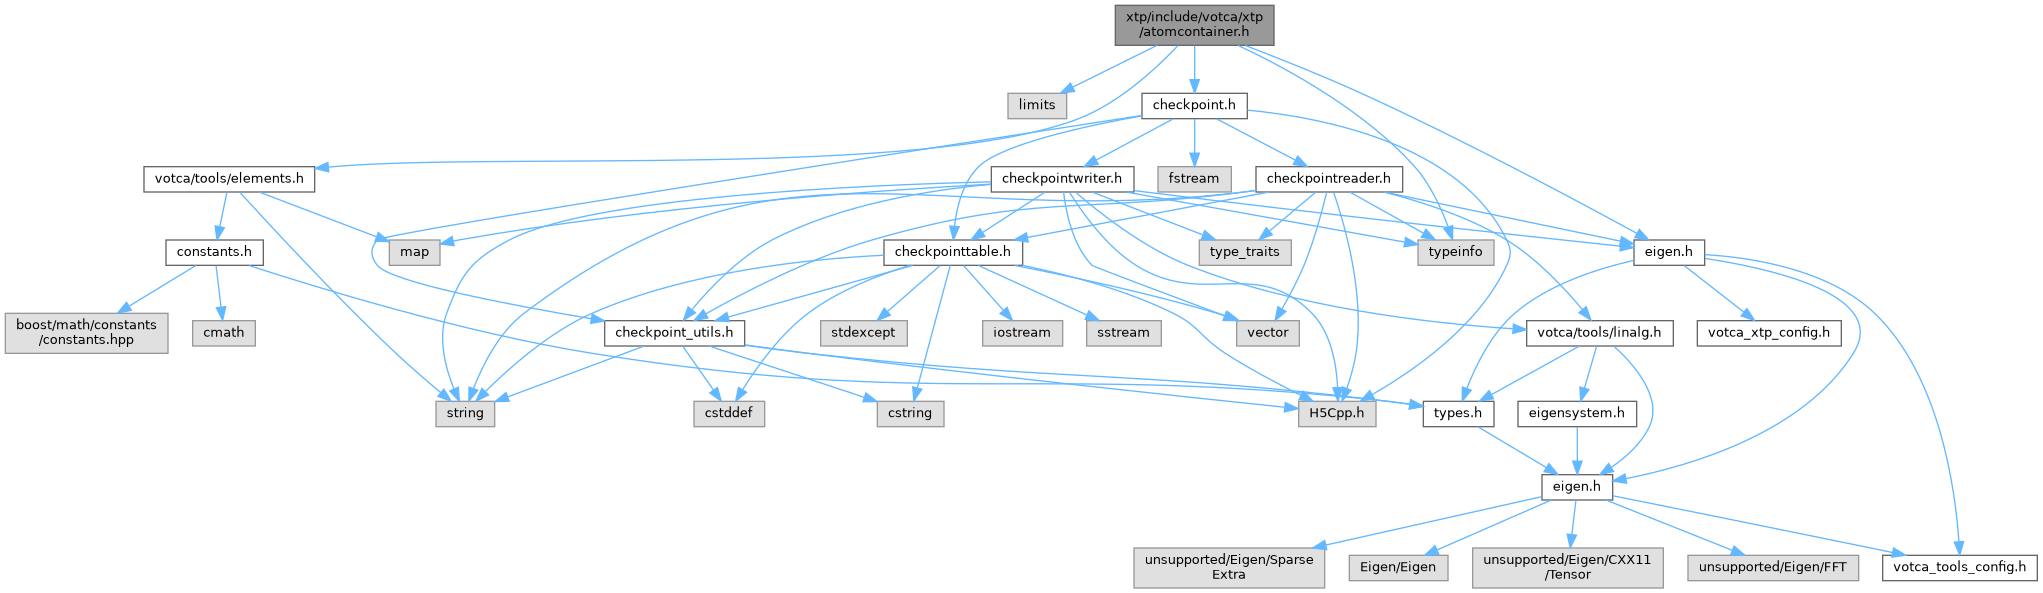 xtp/include/votca/xtp
/atomcontainer.h
limits
checkpoint.h
votca/tools/elements.h
checkpointwriter.h
fstream
checkpointreader.h
constants.h
map
checkpointtable.h
type_traits
typeinfo
eigen.h
boost/math/constants
/constants.hpp
cmath
checkpoint_utils.h
stdexcept
iostream
sstream
vector
votca/tools/linalg.h
votca_xtp_config.h
string
cstddef
cstring
H5Cpp.h
types.h
eigensystem.h
eigen.h
unsupported/Eigen/Sparse
Extra
Eigen/Eigen
unsupported/Eigen/CXX11
/Tensor
unsupported/Eigen/FFT
votca_tools_config.h